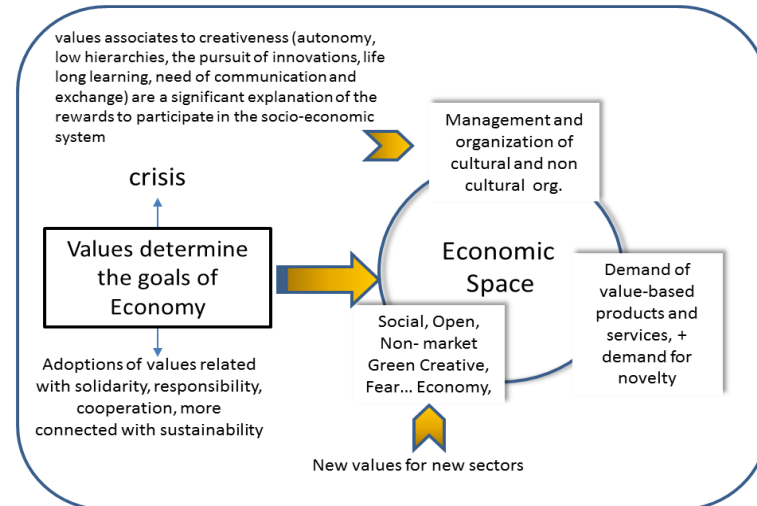 values associates to creativeness (autonomy,
low hierarchies, the pursuit of innovations, life
long learning, need of communication and
exchange) are a significant explanation of the
rewards to participate in the socio-economic
system
Management and
organization of
cultural and non
cultural org.
crisis
Values determine
the goals of
Economy
Economic
Space
Demand of
value-based
products and
services, +
demand for
novelty
Social, Open,
Non- market
Green Creative,
Fear... Economy,
Adoptions of values related
with solidarity, responsibility,
cooperation, more
connected with sustainability
New values for new sectors